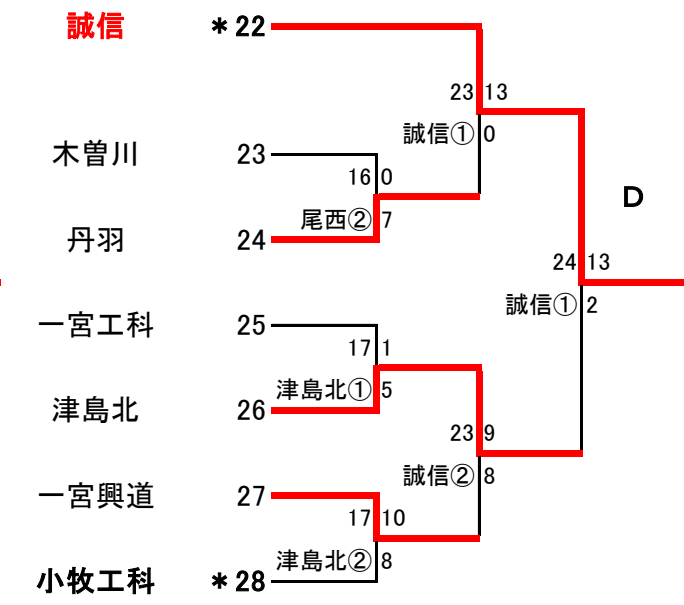 誠信 ＊22
23 13
誠信① 0
木曽川 23
16 0
尾西② 7
丹羽 24
D
24 13
誠信① 2
一宮工科 25
17 1
津島北① 5
津島北 26
23 9
誠信② 8
一宮興道 27
17 10
津島北② 8
小牧工科 ＊28